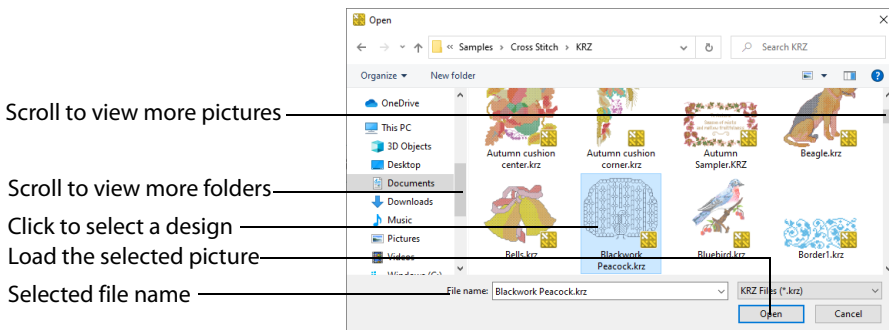 Open
« Samples › Cross Stitch › KRZ
Search KRZ
Organize
New folder
Scroll to view more pictures
OneDrive
This PC
3D Objects
Desktop
Documents
Downloads
Music
Pictures
Videos
Windows (C:)
Autumn cushion center.krz
Autumn cushion corner.krz
Autumn Sampler.KRZ
Beagle.krz
Scroll to view more folders
Click to select a design
Load the selected picture
Bells.krz
Blackwork Peacock.krz
Bluebird.krz
Border1.krz
Selected file name
File name: Blackwork Peacock.krz
KRZ Files (*.krz)
Open
Cancel